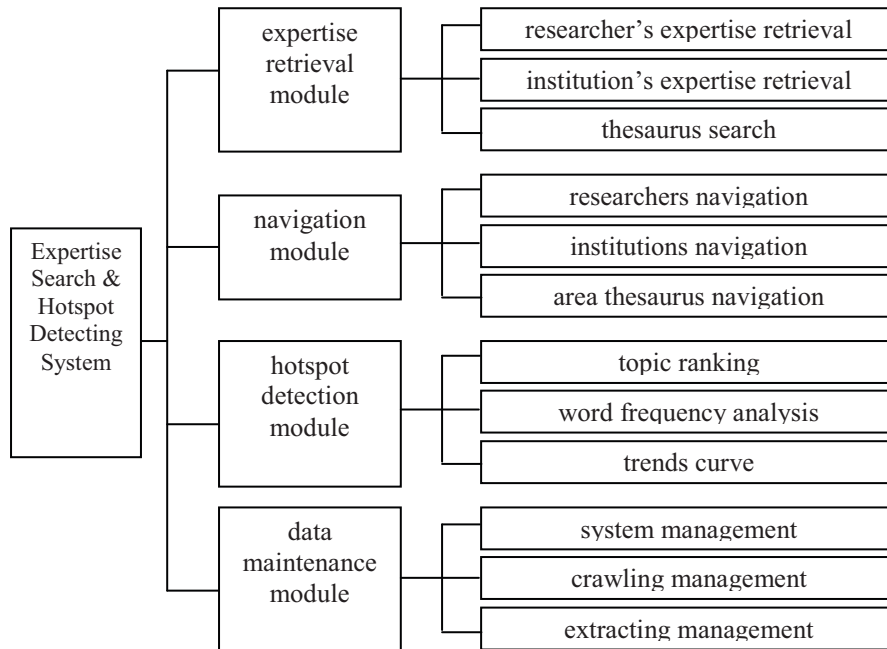 Expertise
Search &
Hotspot
Detecting
System
expertise
retrieval
module
researcher’s expertise retrieval
institution’s expertise retrieval
thesaurus search
navigation
module
researchers navigation
institutions navigation
area thesaurus navigation
hotspot
detection
module
topic ranking
word frequency analysis
trends curve
data
maintenance
module
system management
crawling management
extracting management